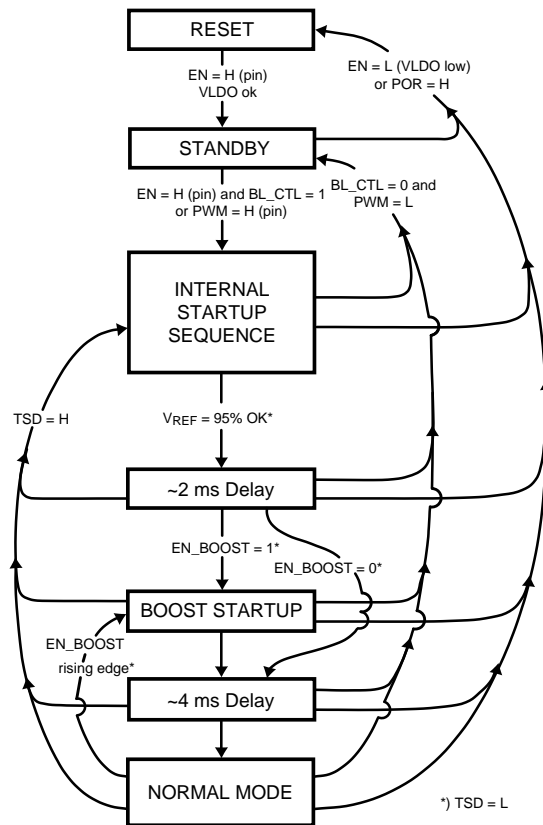 RESET
EN = H (pin)
VLDO ok
EN = L (VLDO low)
or POR = H
STANDBY
EN = H (pin) and BL_CTL = 1
or PWM = H (pin)
BL_CTL = 0 and
PWM = L
INTERNAL
STARTUP
SEQUENCE
TSD = H
VREF = 95% OK*
~2 ms Delay
EN_BOOST = 1*
EN_BOOST = 0*
BOOST STARTUP
EN_BOOST
rising edge*
~4 ms Delay
NORMAL MODE
*) TSD = L